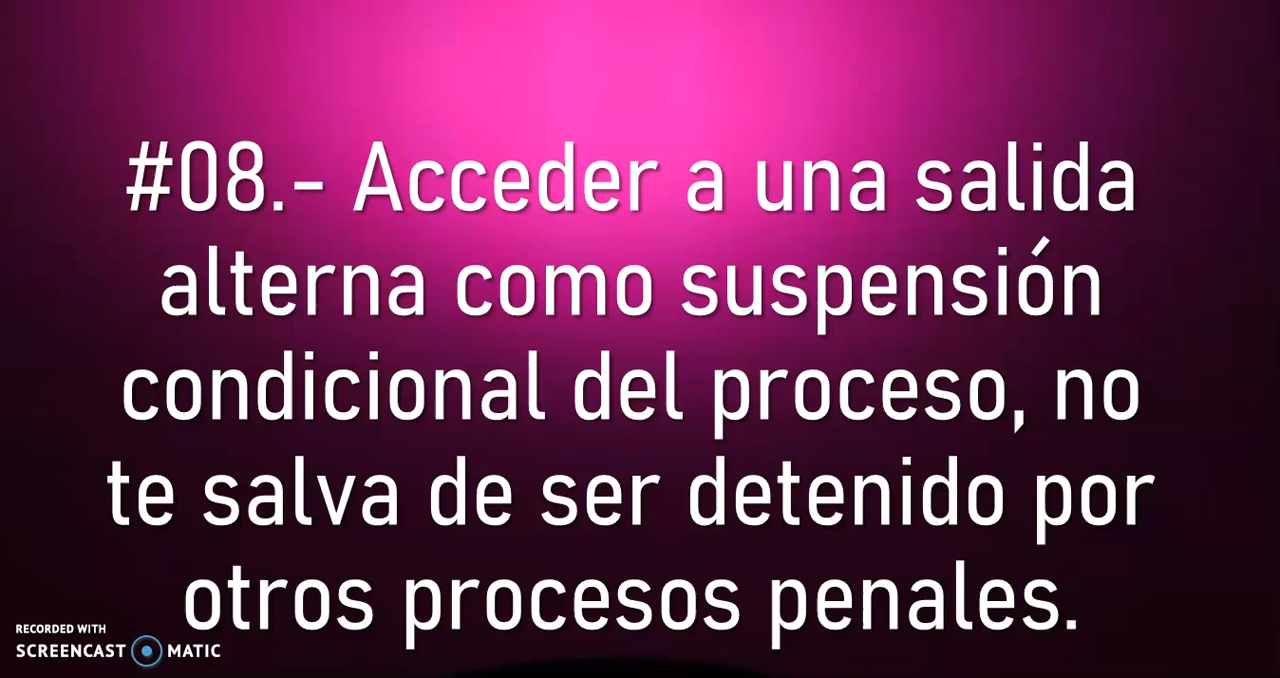 #08.- Acceder a una salida
alterna como suspensión
condicional del proceso, no
te salva de ser detenido por
otros procesos penales.
RECORDED WITH
SCREENCAST MATIC